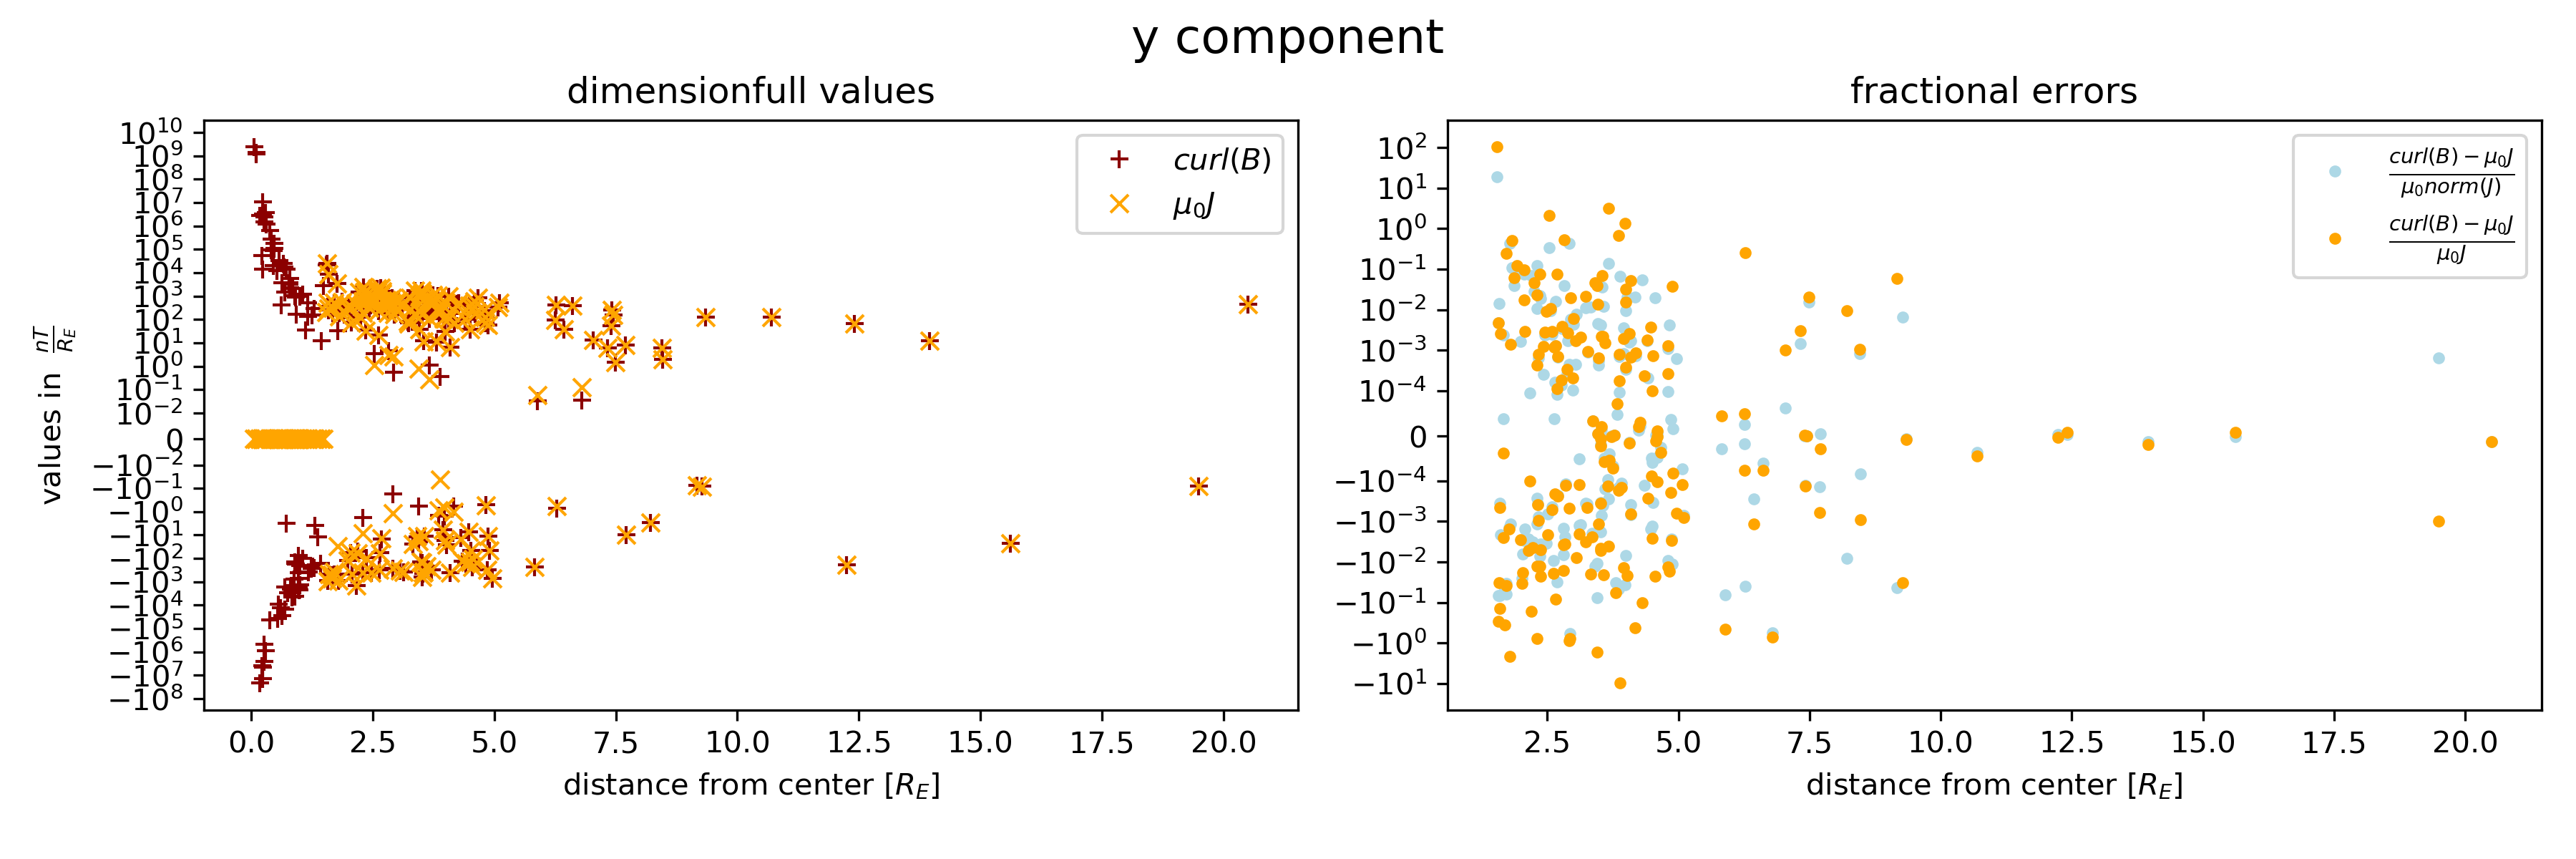 y component
dimensionfull values
values in nT/R_E
10^10
10^9
10^8
10^7
10^6
10^5
10^4
10^3
10^2
10^1
10^0
10^-1
10^-2
0
−10^-2
−10^-1
−10^0
−10^1
−10^2
−10^3
−10^4
−10^5
−10^6
−10^7
−10^8
curl(B)
μ_0J
0.0 2.5 5.0 7.5 10.0 12.5 15.0 17.5 20.0
distance from center [R_E]
fractional errors
10^2
10^1
10^0
10^-1
10^-2
10^-3
10^-4
0
−10^-4
−10^-3
−10^-2
−10^-1
−10^0
−10^1
curl(B) − μ_0J
μ_0norm(J)
curl(B) − μ_0J
μ_0J
2.5 5.0 7.5 10.0 12.5 15.0 17.5 20.0
distance from center [R_E]